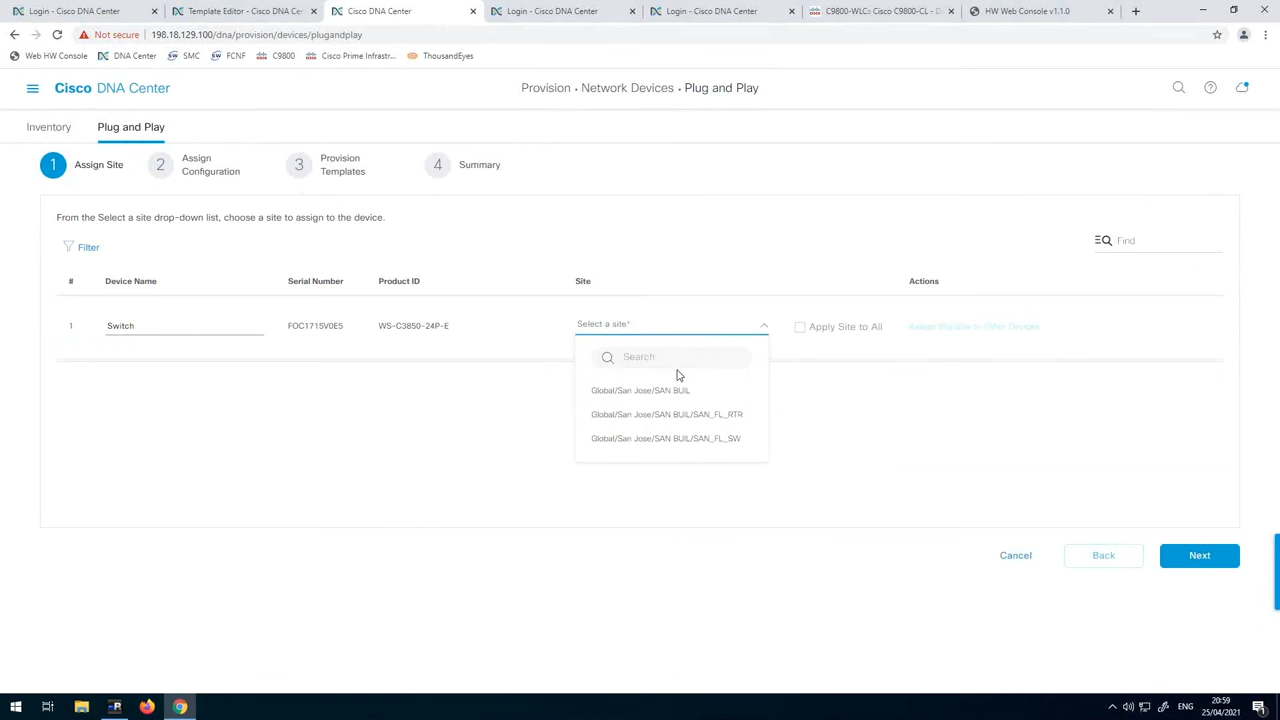 Login - Cisco DNA Center
Template Editor - Cisco DNA Cent
Cisco DNA Center
Login - Cisco DNA Center
Login - Cisco DNA Center
C9800-WLC: Cisco C9800-CL - D
HW Web Console v1.1.0
Not secure
198.18.129.100/dna/provision/devices/plugandplay
Web HW Console
DNA Center
SMC
FCNF
C9800
Cisco Prime Infrastr...
ThousandEyes
Cisco DNA Center
Provision • Network Devices • Plug and Play
Inventory
Plug and Play
1 Assign Site
2 Assign
Configuration
3 Provision
Templates
4 Summary
From the Select a site drop-down list, choose a site to assign to the device.
Filter
Find
# Device Name Serial Number Product ID Site Actions
1 Switch FOC1715V0E5 WS-C3850-24P-E Select a site* Apply Site to All Assign this Site to Other Devices
Search
Global/San Jose/SAN BUIL
Global/San Jose/SAN BUIL/SAN_FL_RTR
Global/San Jose/SAN BUIL/SAN_FL_SW
Cancel
Back
Next
ENG
20:59
25/04/2021